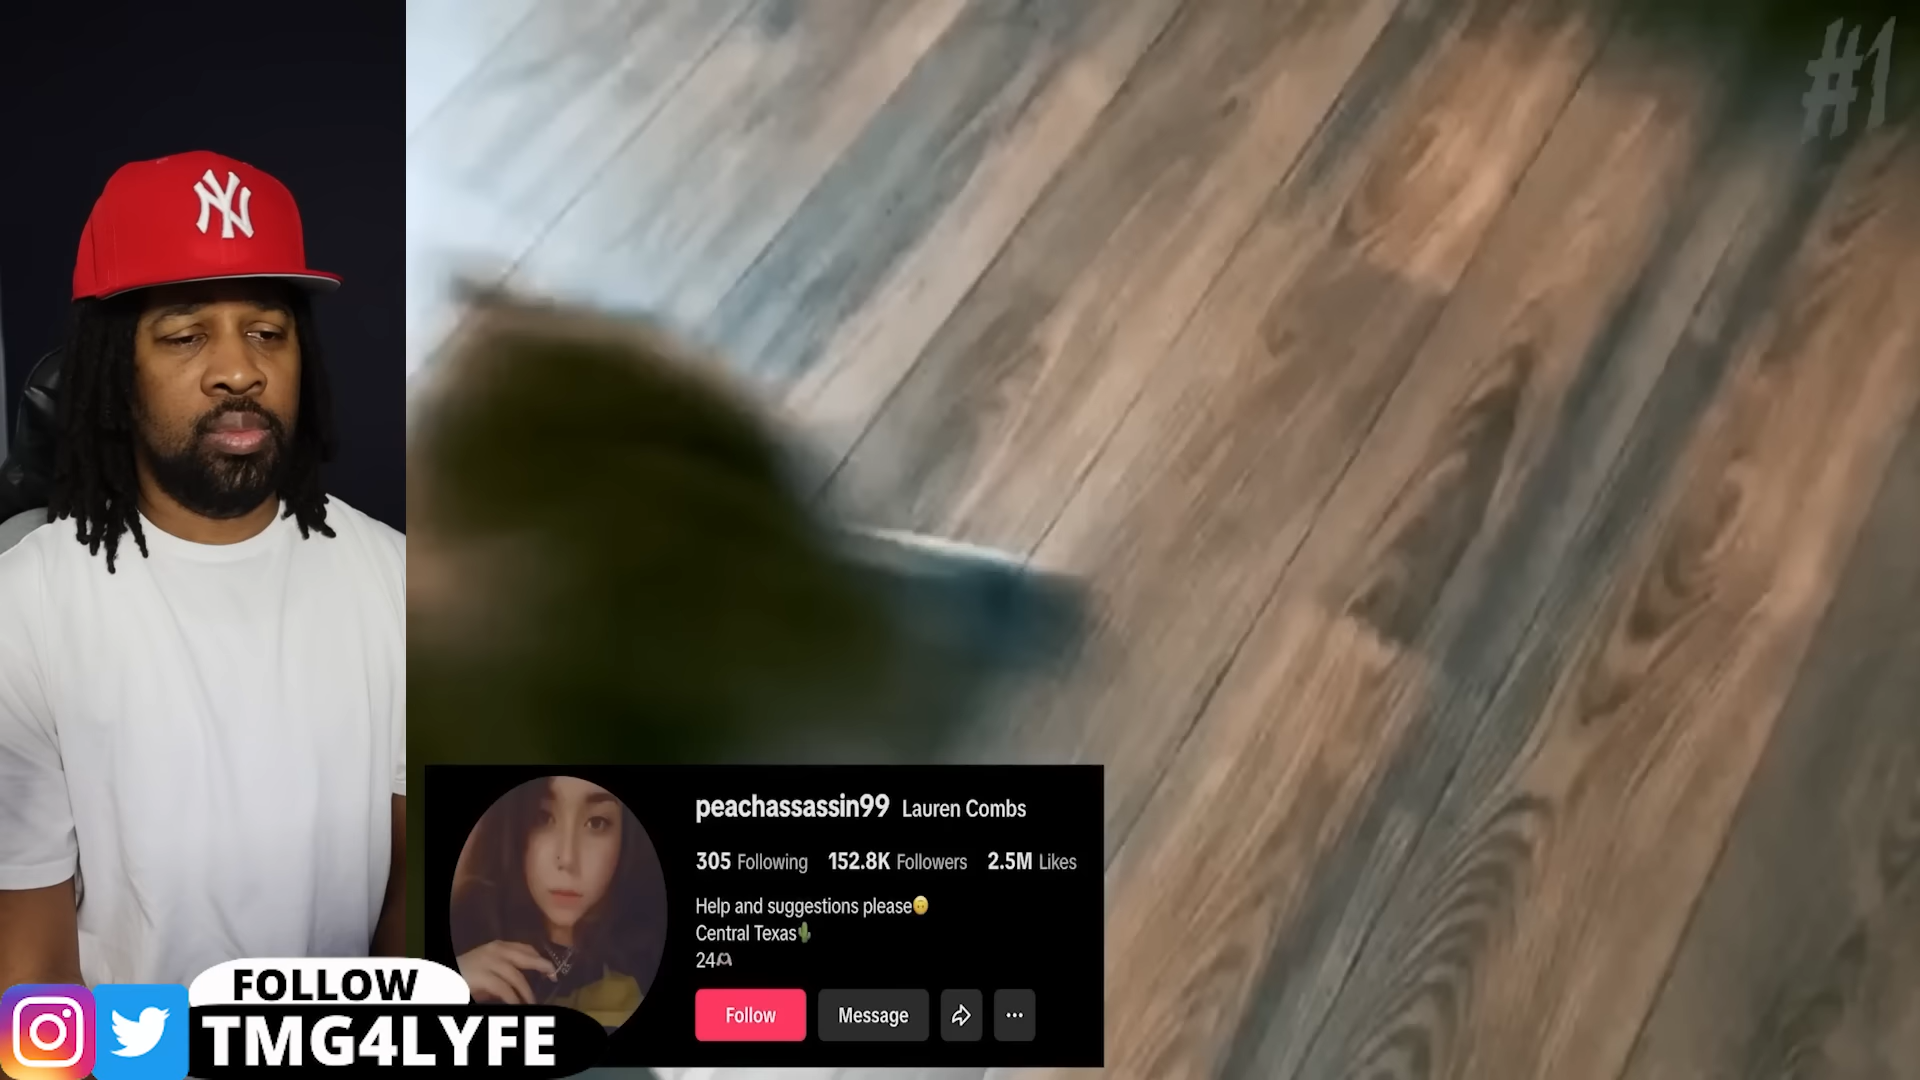 #1
NY
peachassassin99 Lauren Combs
305 Following 152.8K Followers 2.5M Likes
Help and suggestions please🙃
Central Texas🌵
24🫶
Follow Message
FOLLOW
TMG4LYFE